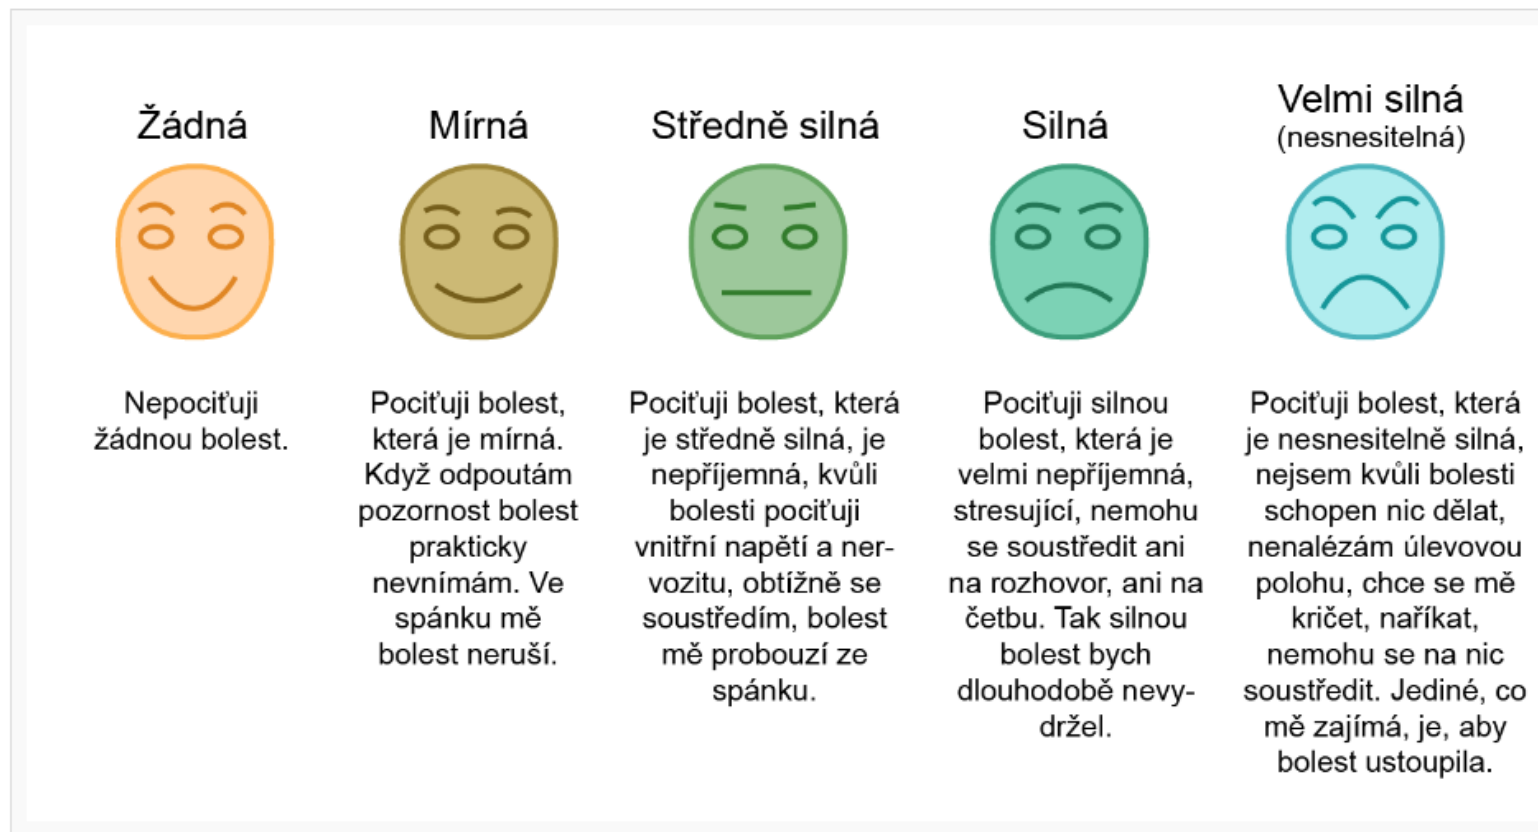 Žádná
Nepociťuji
žádnou bolest.
Mírná
Pociťuji bolest,
která je mírná.
Když odpoutám
pozornost bolest
prakticky
nevnímám. Ve
spánku mě
bolest neruší.
Středně silná
Pociťuji bolest, která
je středně silná, je
nepříjemná, kvůli
bolesti pociťuji
vnitřní napětí a ner-
vozitu, obtížně se
soustředím, bolest
mě probouzí ze
spánku.
Silná
Pociťuji silnou
bolest, která je
velmi nepříjemná,
stresující, nemohu
se soustředit ani
na rozhovor, ani na
četbu. Tak silnou
bolest bych
dlouhodobě nevy-
držel.
Velmi silná
(nesnesitelná)
Pociťuji bolest, která
je nesnesitelně silná,
nejsem kvůli bolesti
schopen nic dělat,
nenalézám úlevovou
polohu, chce se mě
kričet, naříkat,
nemohu se na nic
soustředit. Jediné, co
mě zajímá, je, aby
bolest ustoupila.